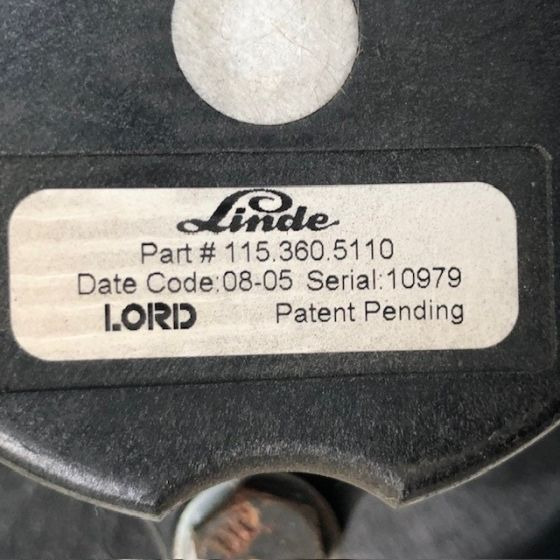 Linde
Part # 115.360.5110
Date Code:08-05 Serial:10979
LORD Patent Pending